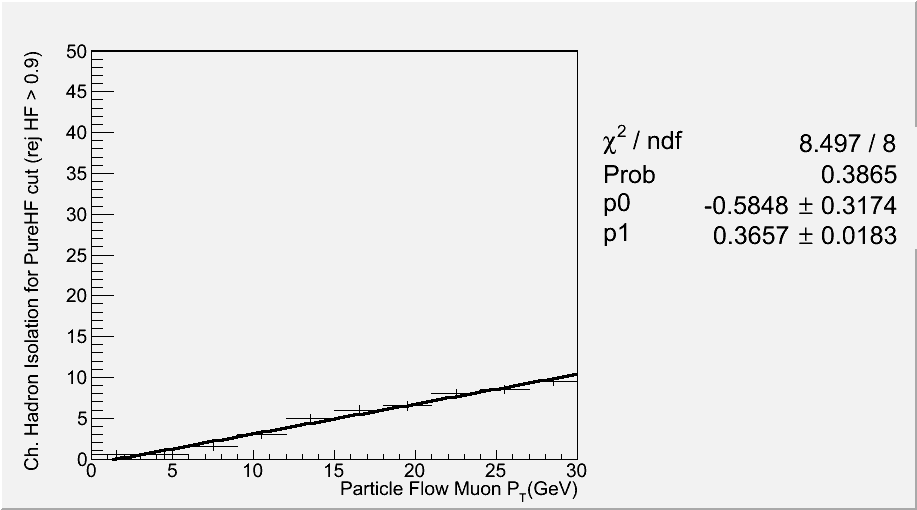 Ch. Hadron Isolation for PureHF cut (rej HF > 0.9)
50
45
40
35
30
25
20
15
10
5
0
0 5 10 15 20 25 30
Particle Flow Muon P_T(GeV)
χ² / ndf 8.497 / 8
Prob 0.3865
p0 -0.5848 ± 0.3174
p1 0.3657 ± 0.0183